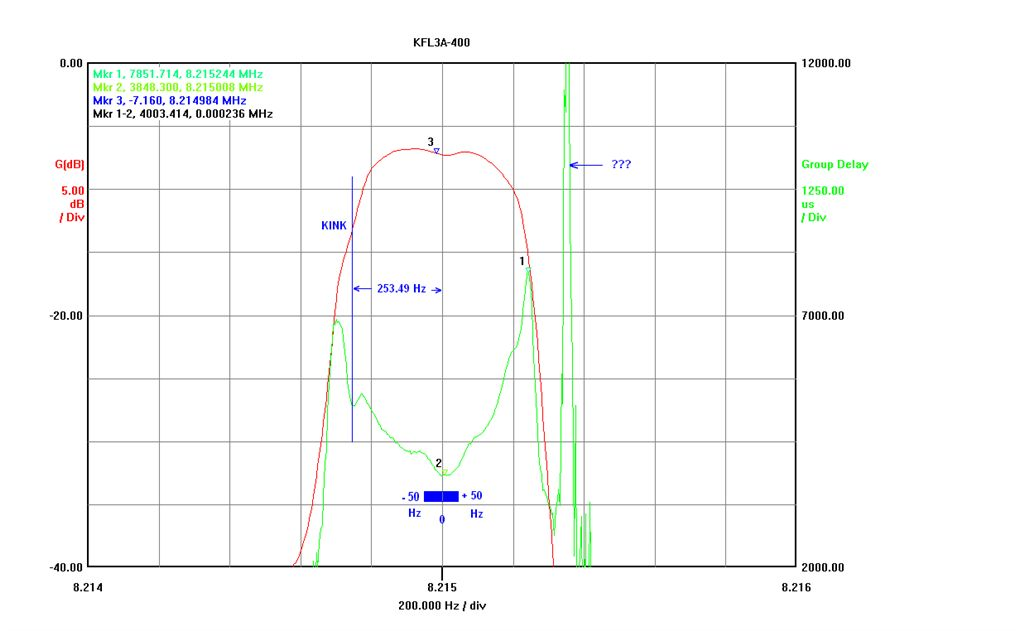 KFL3A-400
0.00
12000.00
Mkr 1, 7851.714, 8.215244 MHz
Mkr 2, 3848.300, 8.215008 MHz
Mkr 3, -7.160, 8.214984 MHz
Mkr 1-2, 4003.414, 0.000236 MHz
3
G(dB)
5.00
dB
/ Div
???
Group Delay
1250.00
us
/ Div
KINK
1
253.49 Hz
-20.00
7000.00
2
- 50
Hz
0
+ 50
Hz
-40.00
2000.00
8.214
8.215
8.216
200.000 Hz / div